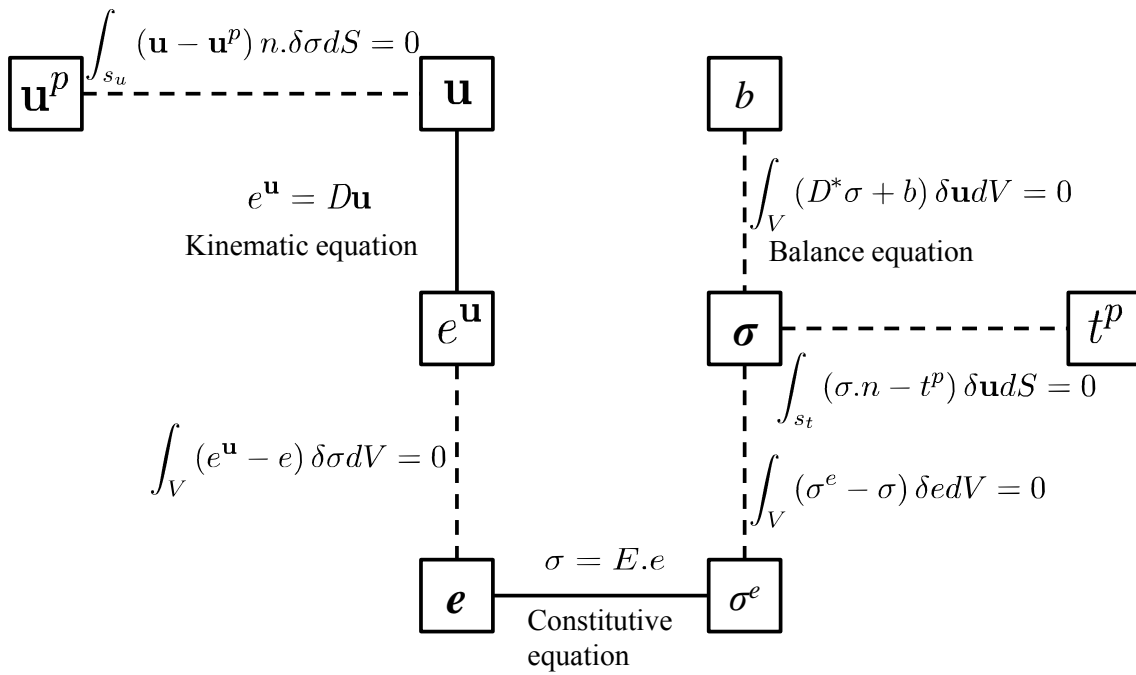 ∫_{s_u} (𝐮 − 𝐮^p) n.δσdS = 0
𝐮^p
𝐮
b
e^𝐮 = D𝐮
Kinematic equation
∫_V (D*σ + b) δ𝐮dV = 0
Balance equation
e^𝐮
σ
t^p
∫_{s_t} (σ.n − t^p) δ𝐮dS = 0
∫_V (e^𝐮 − e) δσdV = 0
∫_V (σ^e − σ) δedV = 0
σ = E.e
e
σ^e
Constitutive
equation